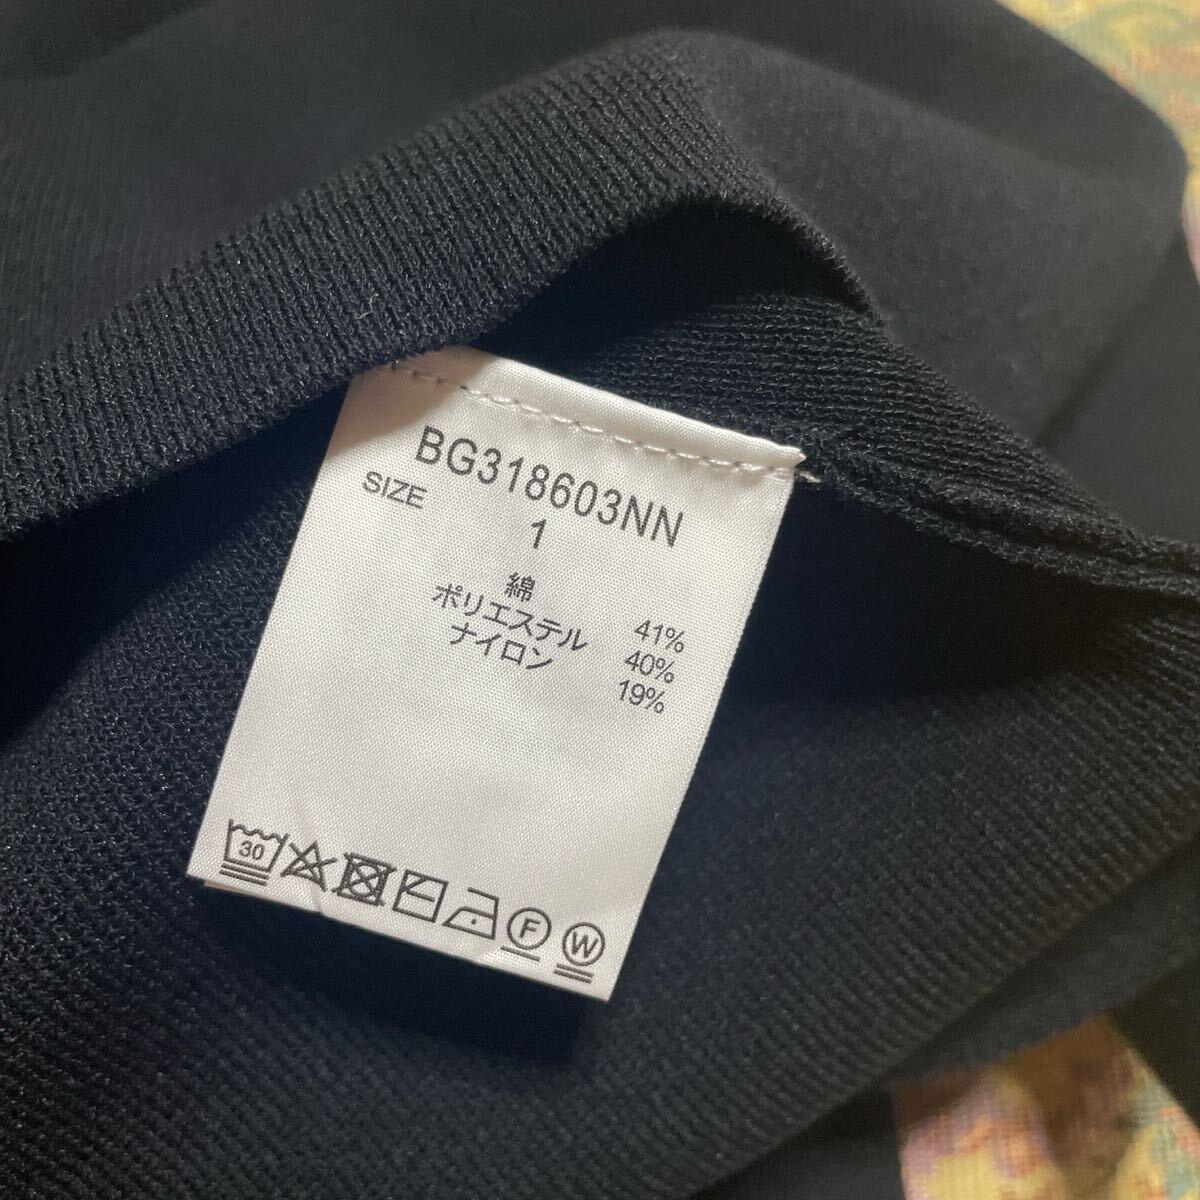 BG318603NN
SIZE 1
綿 41%
ポリエステル 40%
ナイロン 19%
30 F W